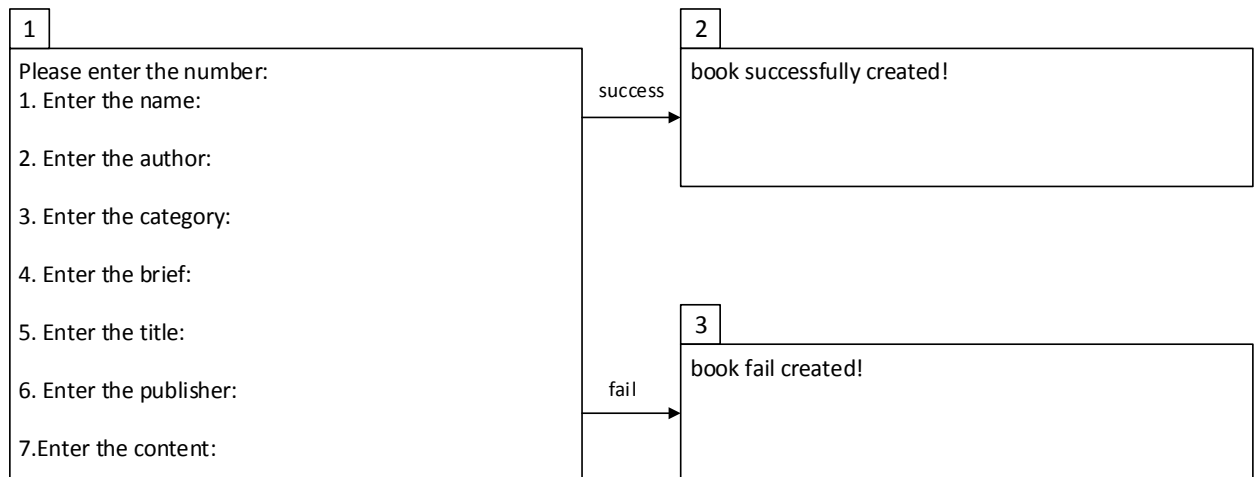 1
Please enter the number:
1. Enter the name:
2. Enter the author:
3. Enter the category:
4. Enter the brief:
5. Enter the title:
6. Enter the publisher:
7.Enter the content:
success
fail
2
book successfully created!
3
book fail created!